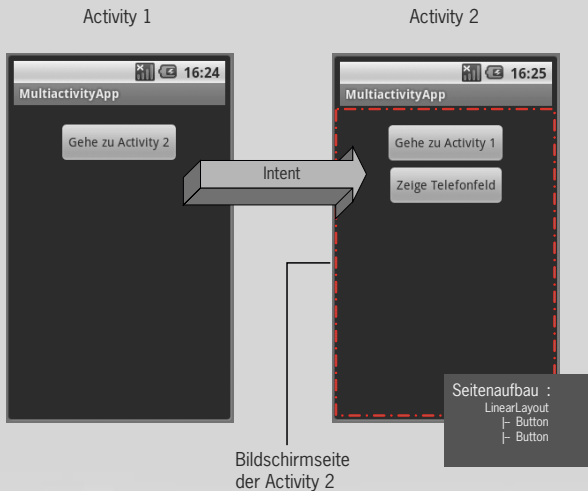 Activity 1
Activity 2
16:24
MultiactivityApp
Gehe zu Activity 2
16:25
MultiactivityApp
Gehe zu Activity 1
Zeige Telefonfeld
Intent
Seitenaufbau :
LinearLayout
|– Button
|– Button
Bildschirmseite
der Activity 2